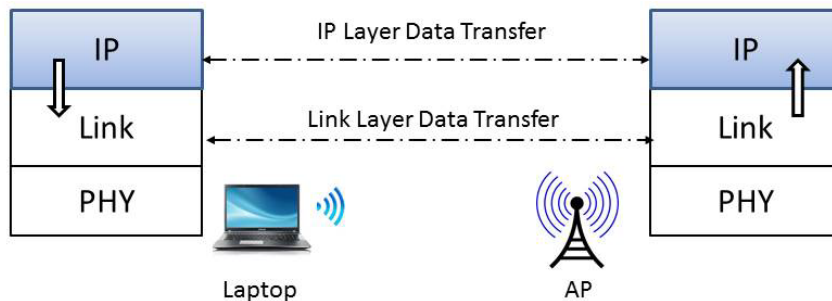 IP
IP Layer Data Transfer
IP
Link
Link Layer Data Transfer
Link
PHY
PHY
Laptop
AP